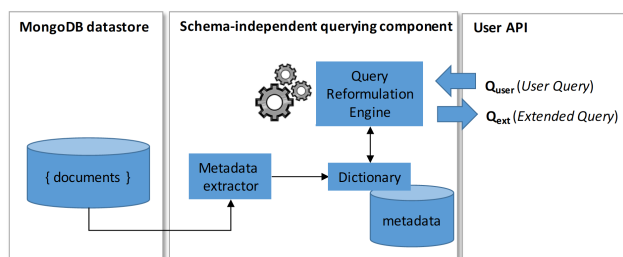 MongoDB datastore
Schema-independent querying component
User API
Query
Reformulation
Engine
Quser (User Query)
Qext (Extended Query)
{ documents }
Metadata
extractor
Dictionary
metadata